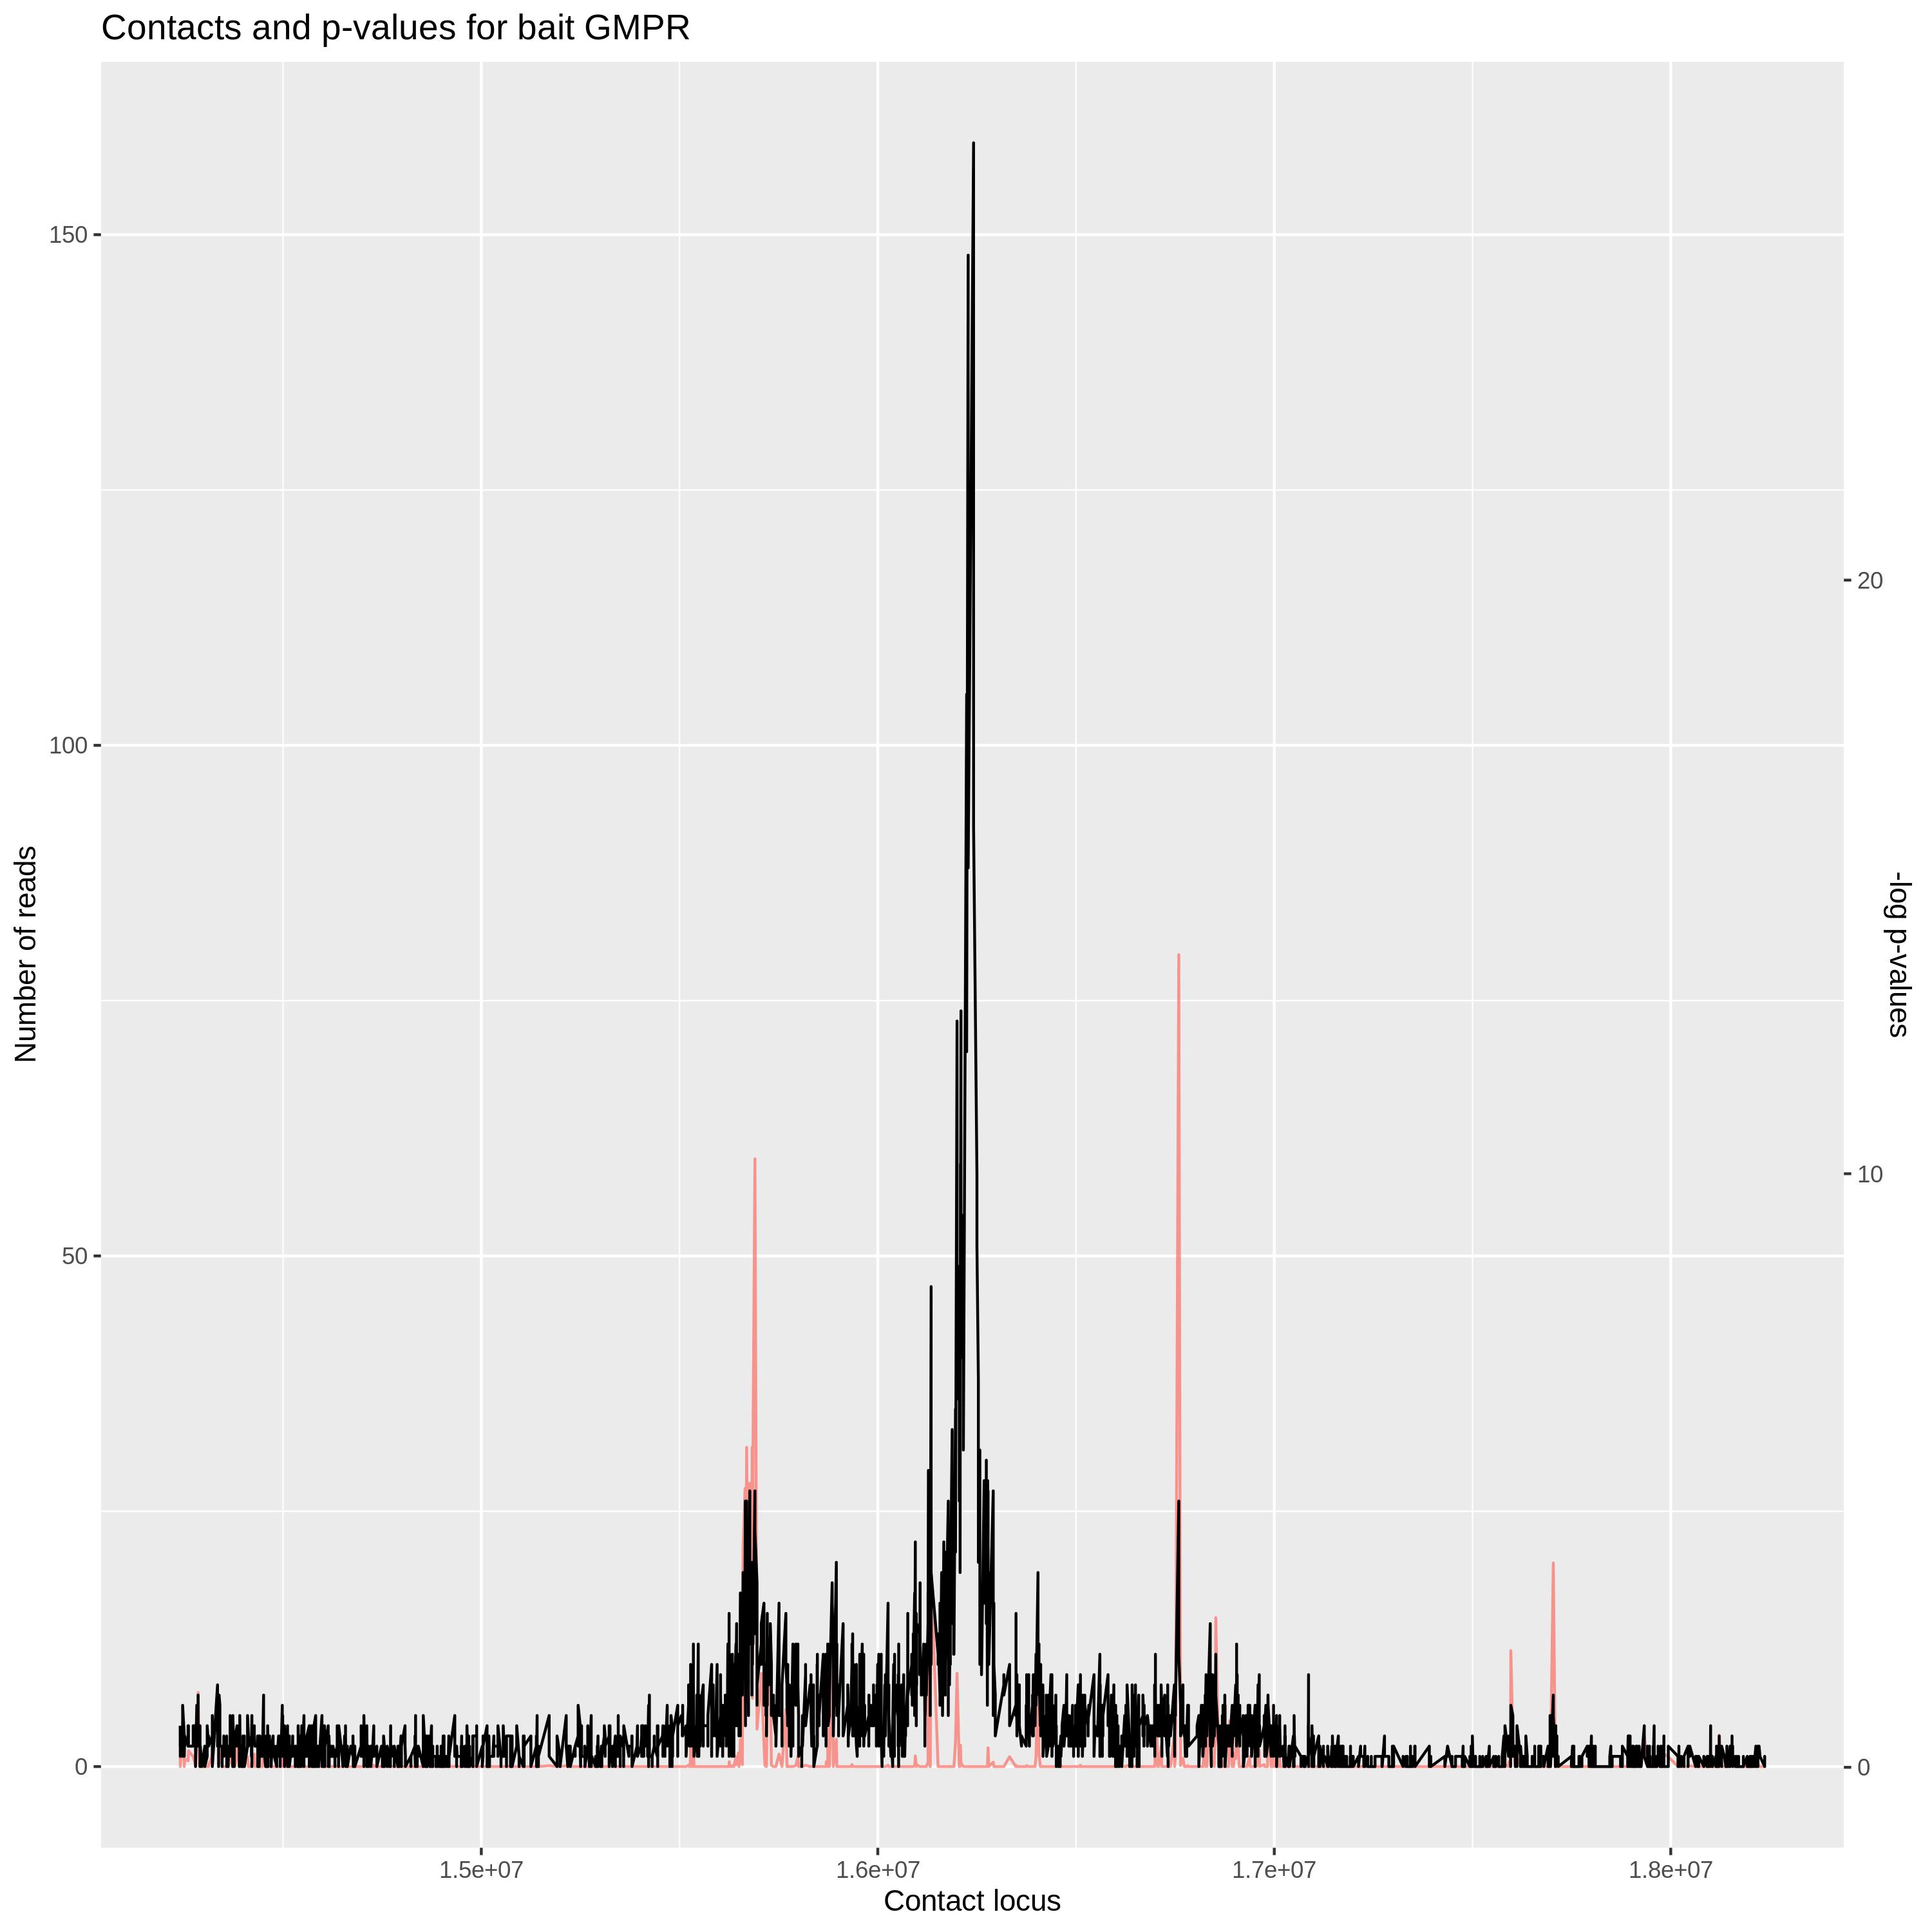 Contacts and p-values for bait GMPR
150
100
50
0
Number of reads
20
10
0
-log p-values
1.5e+07
1.6e+07
1.7e+07
1.8e+07
Contact locus